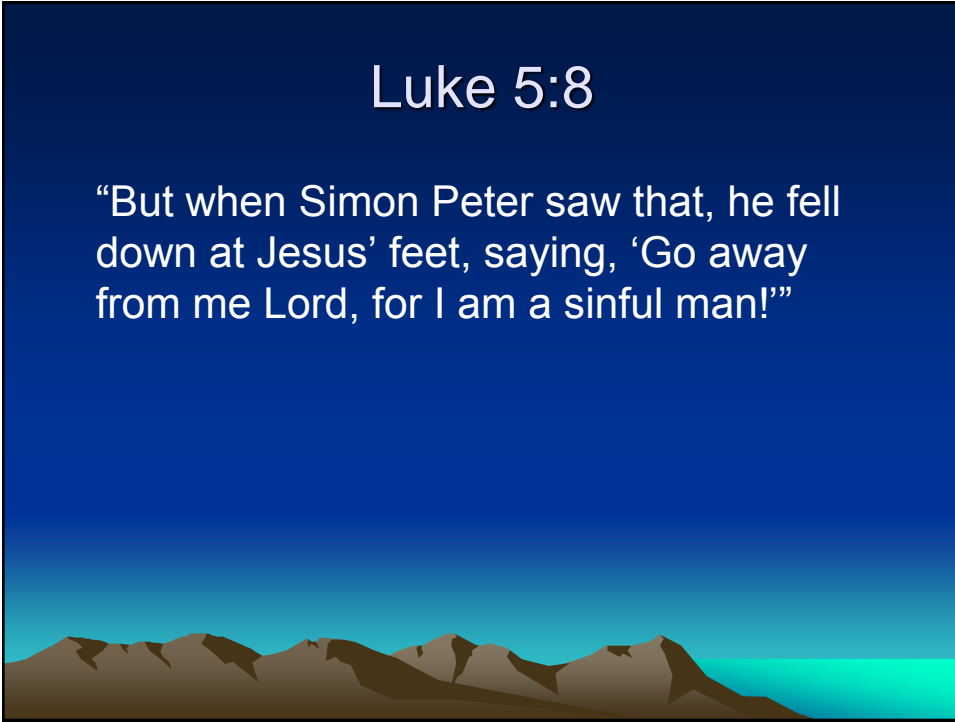 Luke 5:8
“But when Simon Peter saw that, he fell
down at Jesus’ feet, saying, ‘Go away
from me Lord, for I am a sinful man!’”